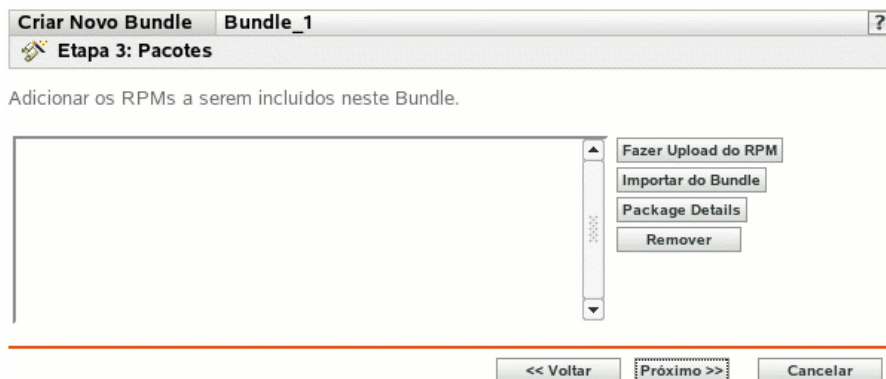 Criar Novo Bundle Bundle_1 ?
Etapa 3: Pacotes
Adicionar os RPMs a serem incluídos neste Bundle.
Fazer Upload do RPM
Importar do Bundle
Package Details
Remover
<< Voltar Próximo >> Cancelar